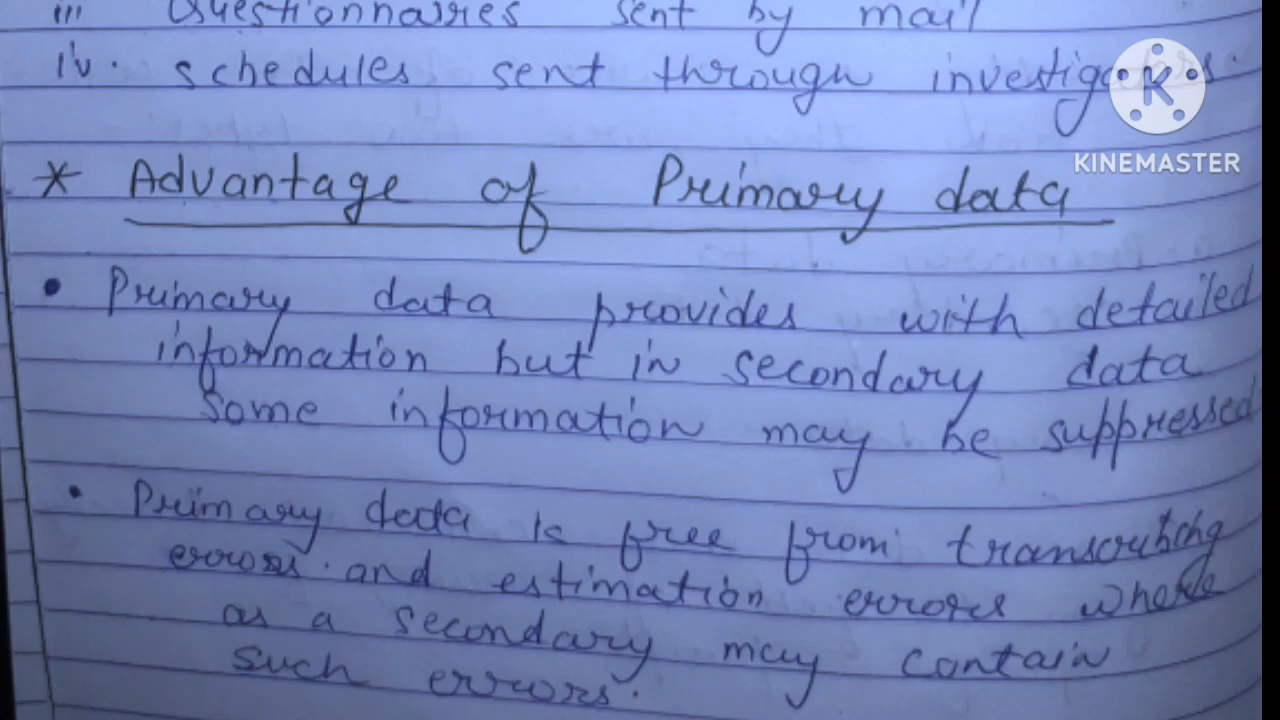 iii Questionnaires sent by mail
iv. schedules sent through investigators.
K
KINEMASTER
* Advantage of Primary data
• Primary data provides with detailed
information but in secondary data
some information may be suppressed
• Primary data is free from transcribing
errors. and estimation errors where
as a secondary may contain
such errors.